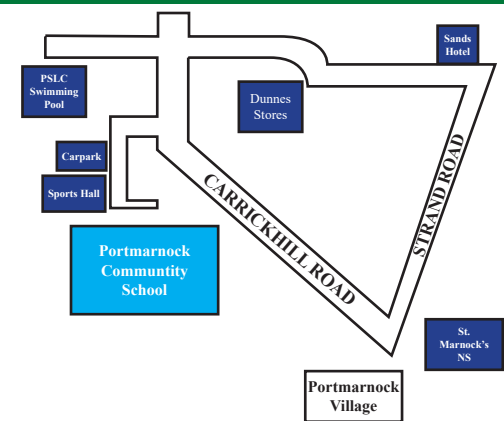 Sands
Hotel
PSLC
Swimming
Pool
Dunnes
Stores
Carpark
Sports Hall
STRAND ROAD
CARRICKHILL ROAD
Portmarnock
Communtity
School
St.
Marnock's
NS
Portmarnock
Village